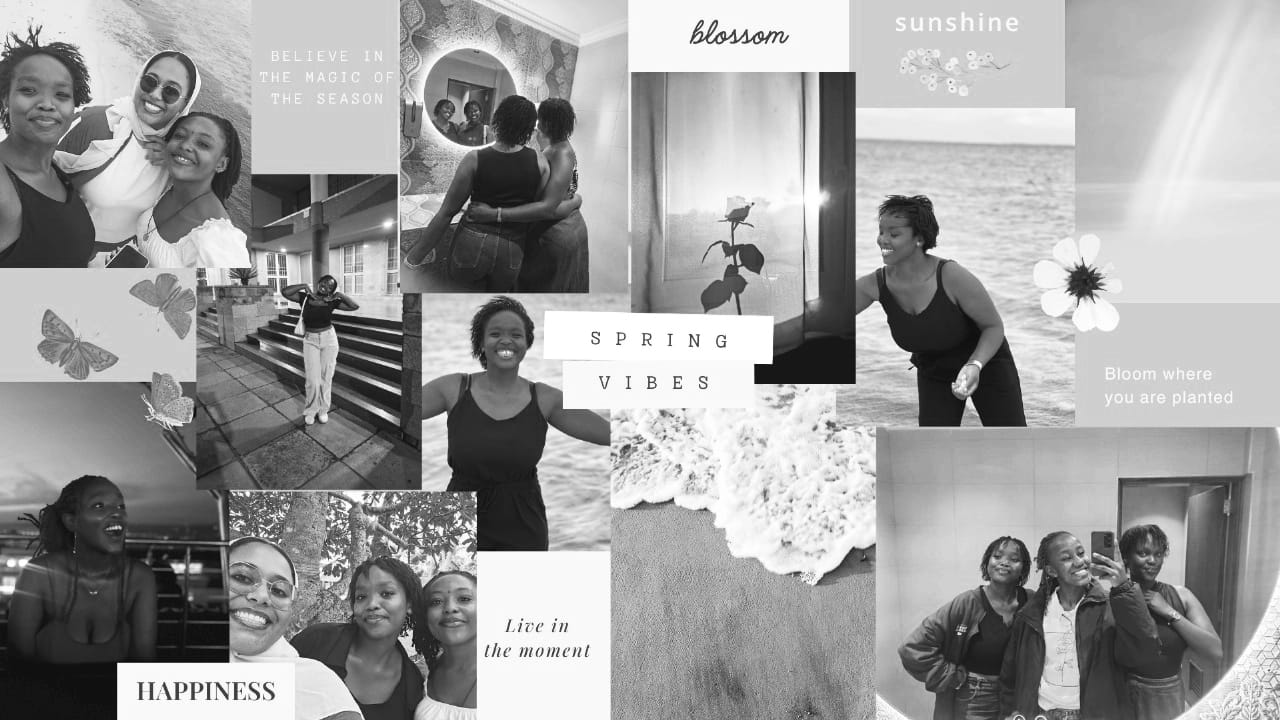 BELIEVE IN
THE MAGIC OF
THE SEASON
blossom
sunshine
SPRING
VIBES
Bloom where
you are planted
Live in
the moment
HAPPINESS